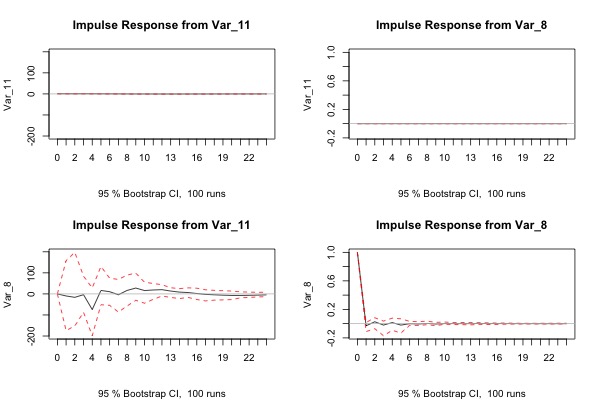 Impulse Response from Var_11
Impulse Response from Var_8
Var_11
-200 0 100
0 2 4 6 8 10 13 16 19 22
95 % Bootstrap CI, 100 runs
Var_11
-0.2 0.2 0.6 1.0
0 2 4 6 8 10 13 16 19 22
95 % Bootstrap CI, 100 runs
Impulse Response from Var_11
Impulse Response from Var_8
Var_8
-200 0 100
0 2 4 6 8 10 13 16 19 22
95 % Bootstrap CI, 100 runs
Var_8
-0.2 0.2 0.6 1.0
0 2 4 6 8 10 13 16 19 22
95 % Bootstrap CI, 100 runs